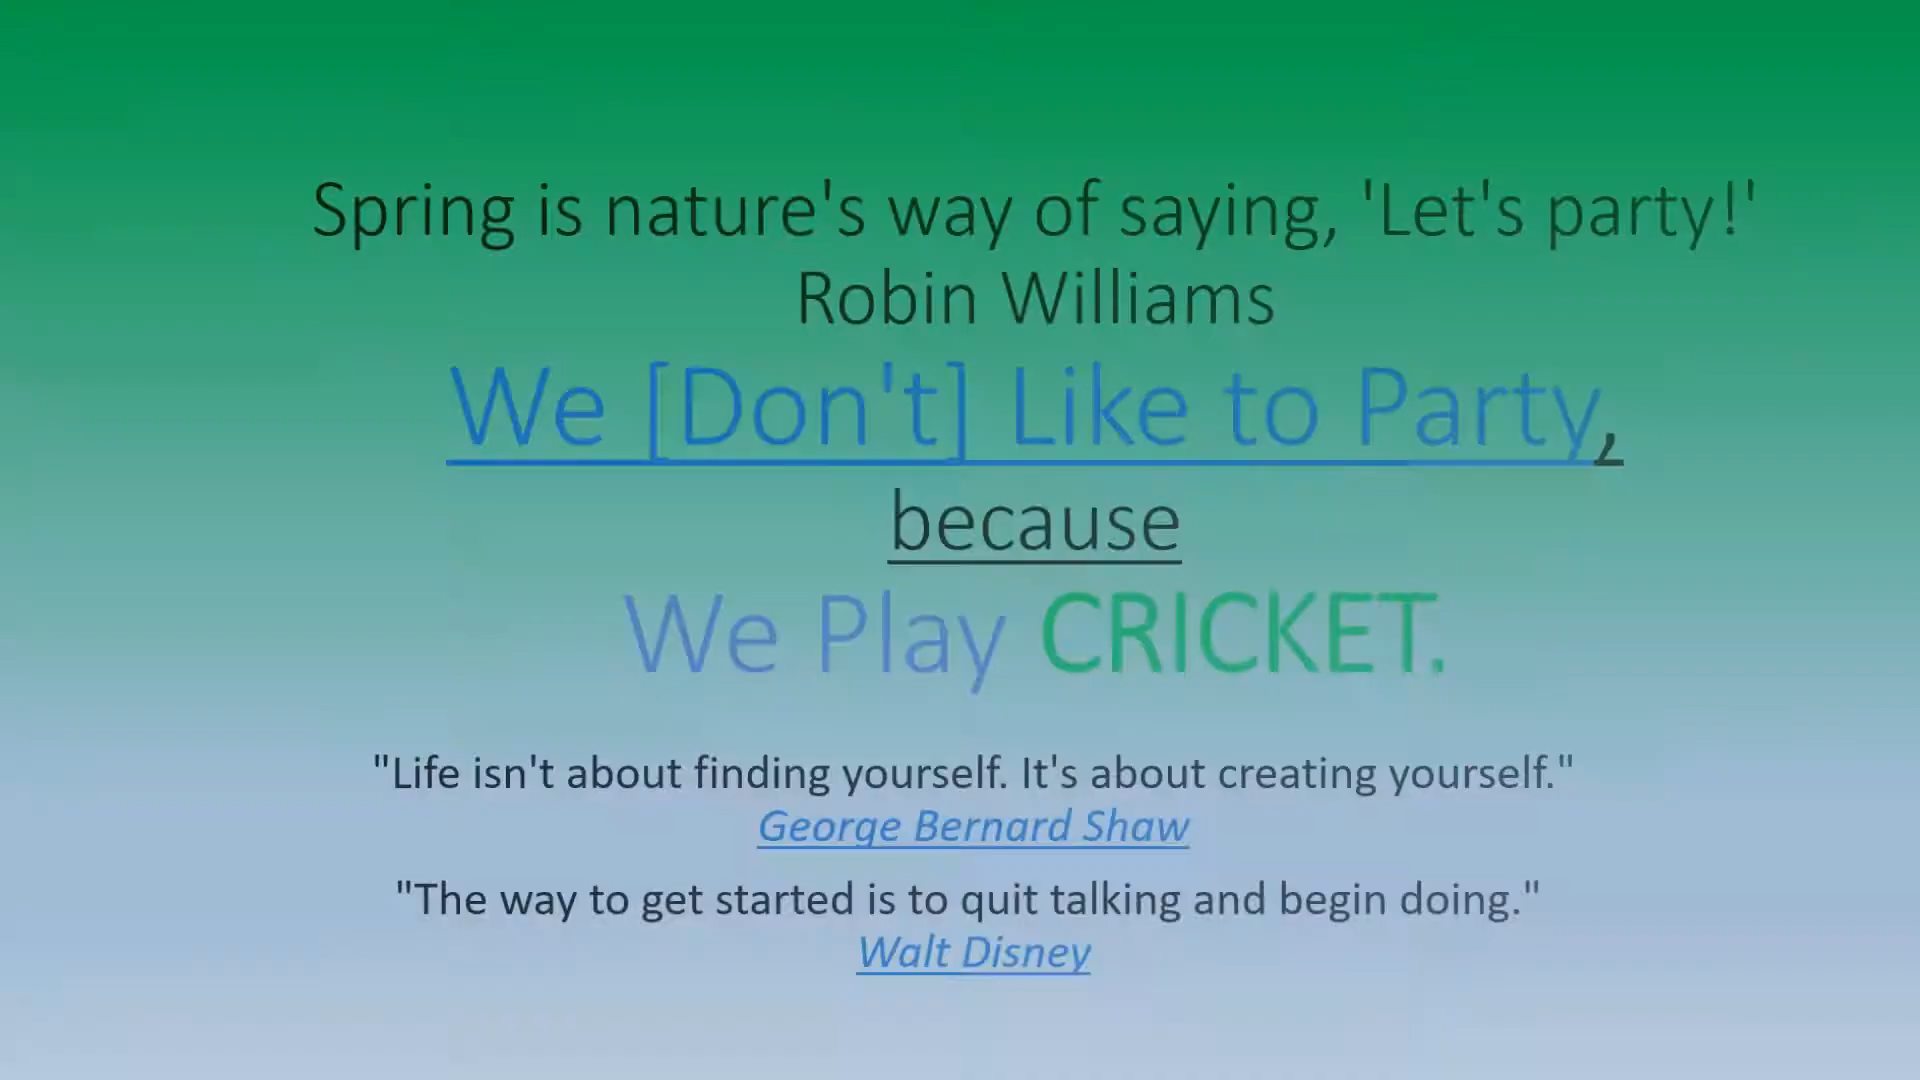 Spring is nature's way of saying, 'Let's party!'
Robin Williams
We [Don't] Like to Party,
because
We Play CRICKET.
"Life isn't about finding yourself. It's about creating yourself."
George Bernard Shaw
"The way to get started is to quit talking and begin doing."
Walt Disney